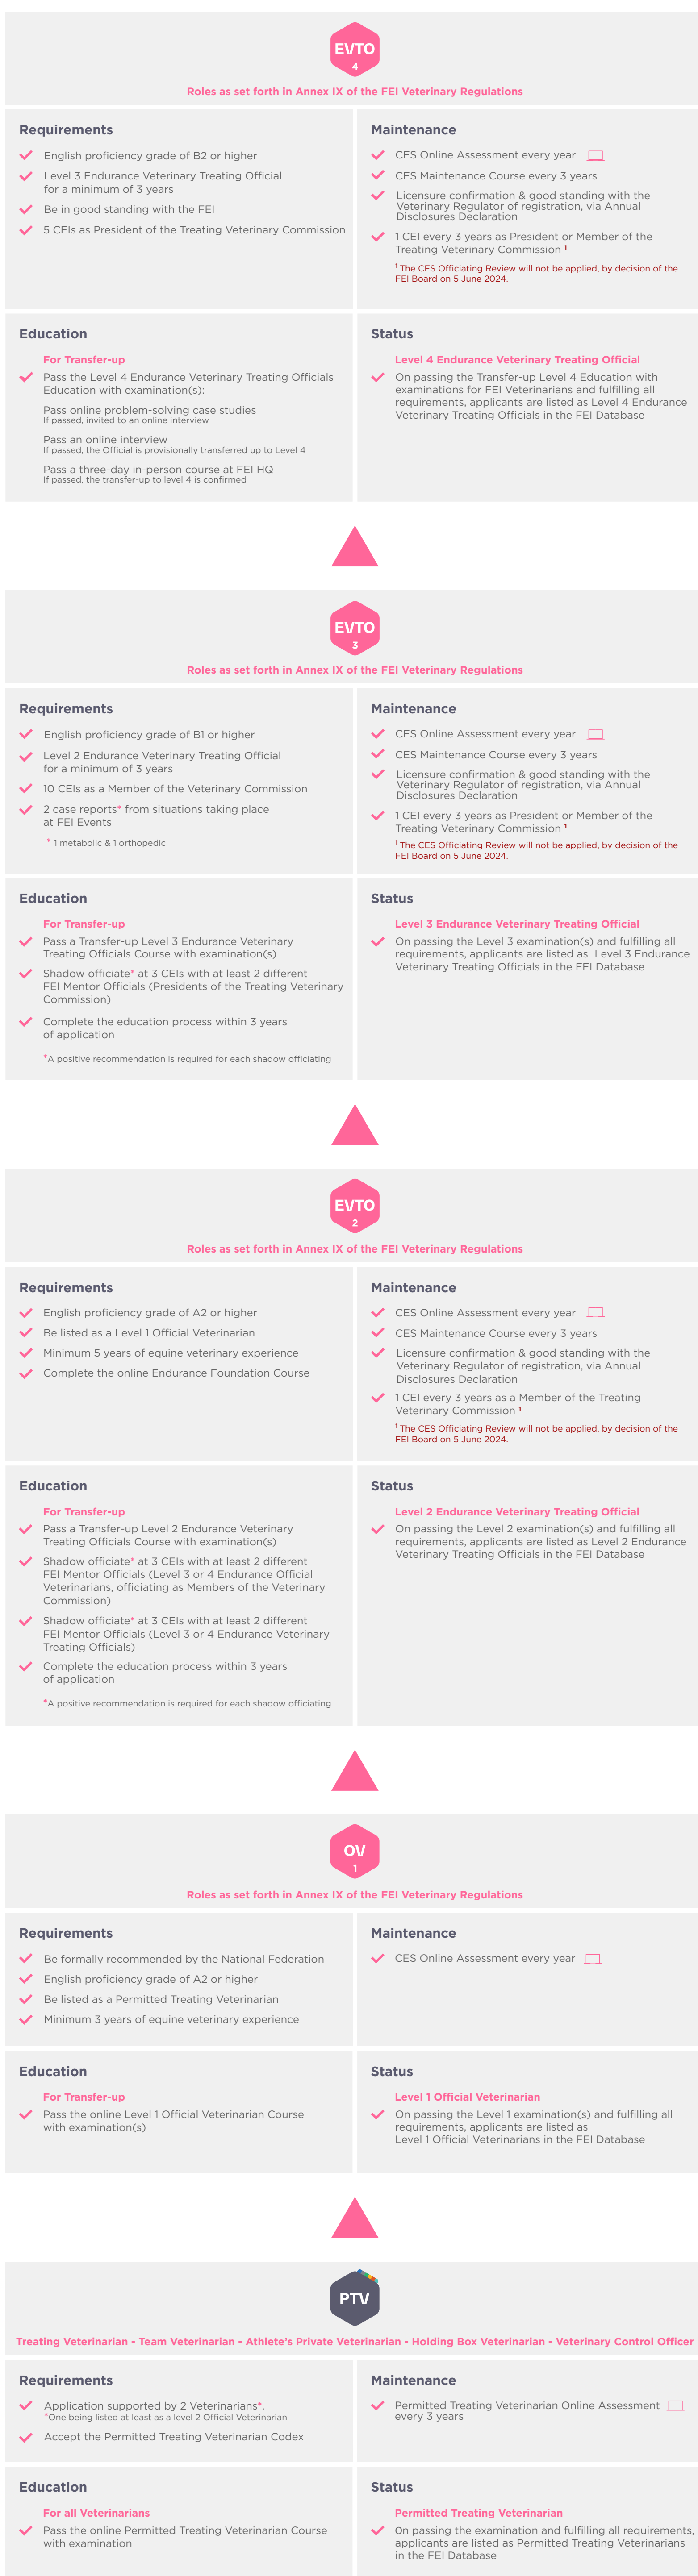 EVTO
4
Roles as set forth in Annex IX of the FEI Veterinary Regulations
Requirements
English proficiency grade of B2 or higher
Level 3 Endurance Veterinary Treating Official
for a minimum of 3 years
Be in good standing with the FEI
5 CEIs as President of the Treating Veterinary Commission
Maintenance
CES Online Assessment every year
CES Maintenance Course every 3 years
Licensure confirmation & good standing with the
Veterinary Regulator of registration, via Annual
Disclosures Declaration
1 CEI every 3 years as President or Member of the
Treating Veterinary Commission ¹
¹ The CES Officiating Review will not be applied, by decision of the
FEI Board on 5 June 2024.
Education
For Transfer-up
Pass the Level 4 Endurance Veterinary Treating Officials
Education with examination(s):
Pass online problem-solving case studies
If passed, invited to an online interview
Pass an online interview
If passed, the Official is provisionally transferred up to Level 4
Pass a three-day in-person course at FEI HQ
If passed, the transfer-up to level 4 is confirmed
Status
Level 4 Endurance Veterinary Treating Official
On passing the Transfer-up Level 4 Education with
examinations for FEI Veterinarians and fulfilling all
requirements, applicants are listed as Level 4 Endurance
Veterinary Treating Officials in the FEI Database
EVTO
3
Roles as set forth in Annex IX of the FEI Veterinary Regulations
Requirements
English proficiency grade of B1 or higher
Level 2 Endurance Veterinary Treating Official
for a minimum of 3 years
10 CEIs as a Member of the Veterinary Commission
2 case reports* from situations taking place
at FEI Events
* 1 metabolic & 1 orthopedic
Maintenance
CES Online Assessment every year
CES Maintenance Course every 3 years
Licensure confirmation & good standing with the
Veterinary Regulator of registration, via Annual
Disclosures Declaration
1 CEI every 3 years as President or Member of the
Treating Veterinary Commission ¹
¹ The CES Officiating Review will not be applied, by decision of the
FEI Board on 5 June 2024.
Education
For Transfer-up
Pass a Transfer-up Level 3 Endurance Veterinary
Treating Officials Course with examination(s)
Shadow officiate* at 3 CEIs with at least 2 different
FEI Mentor Officials (Presidents of the Treating Veterinary
Commission)
Complete the education process within 3 years
of application
*A positive recommendation is required for each shadow officiating
Status
Level 3 Endurance Veterinary Treating Official
On passing the Level 3 examination(s) and fulfilling all
requirements, applicants are listed as Level 3 Endurance
Veterinary Treating Officials in the FEI Database
EVTO
2
Roles as set forth in Annex IX of the FEI Veterinary Regulations
Requirements
English proficiency grade of A2 or higher
Be listed as a Level 1 Official Veterinarian
Minimum 5 years of equine veterinary experience
Complete the online Endurance Foundation Course
Maintenance
CES Online Assessment every year
CES Maintenance Course every 3 years
Licensure confirmation & good standing with the
Veterinary Regulator of registration, via Annual
Disclosures Declaration
1 CEI every 3 years as a Member of the Treating
Veterinary Commission ¹
¹ The CES Officiating Review will not be applied, by decision of the
FEI Board on 5 June 2024.
Education
For Transfer-up
Pass a Transfer-up Level 2 Endurance Veterinary
Treating Officials Course with examination(s)
Shadow officiate* at 3 CEIs with at least 2 different
FEI Mentor Officials (Level 3 or 4 Endurance Official
Veterinarians, officiating as Members of the Veterinary
Commission)
Shadow officiate* at 3 CEIs with at least 2 different
FEI Mentor Officials (Level 3 or 4 Endurance Veterinary
Treating Officials)
Complete the education process within 3 years
of application
*A positive recommendation is required for each shadow officiating
Status
Level 2 Endurance Veterinary Treating Official
On passing the Level 2 examination(s) and fulfilling all
requirements, applicants are listed as Level 2 Endurance
Veterinary Treating Officials in the FEI Database
OV
1
Roles as set forth in Annex IX of the FEI Veterinary Regulations
Requirements
Be formally recommended by the National Federation
English proficiency grade of A2 or higher
Be listed as a Permitted Treating Veterinarian
Minimum 3 years of equine veterinary experience
Maintenance
CES Online Assessment every year
Education
For Transfer-up
Pass the online Level 1 Official Veterinarian Course
with examination(s)
Status
Level 1 Official Veterinarian
On passing the Level 1 examination(s) and fulfilling all
requirements, applicants are listed as
Level 1 Official Veterinarians in the FEI Database
PTV
Treating Veterinarian - Team Veterinarian - Athlete's Private Veterinarian - Holding Box Veterinarian - Veterinary Control Officer
Requirements
Application supported by 2 Veterinarians*.
*One being listed at least as a level 2 Official Veterinarian
Accept the Permitted Treating Veterinarian Codex
Maintenance
Permitted Treating Veterinarian Online Assessment
every 3 years
Education
For all Veterinarians
Pass the online Permitted Treating Veterinarian Course
with examination
Status
Permitted Treating Veterinarian
On passing the examination and fulfilling all requirements,
applicants are listed as Permitted Treating Veterinarians
in the FEI Database